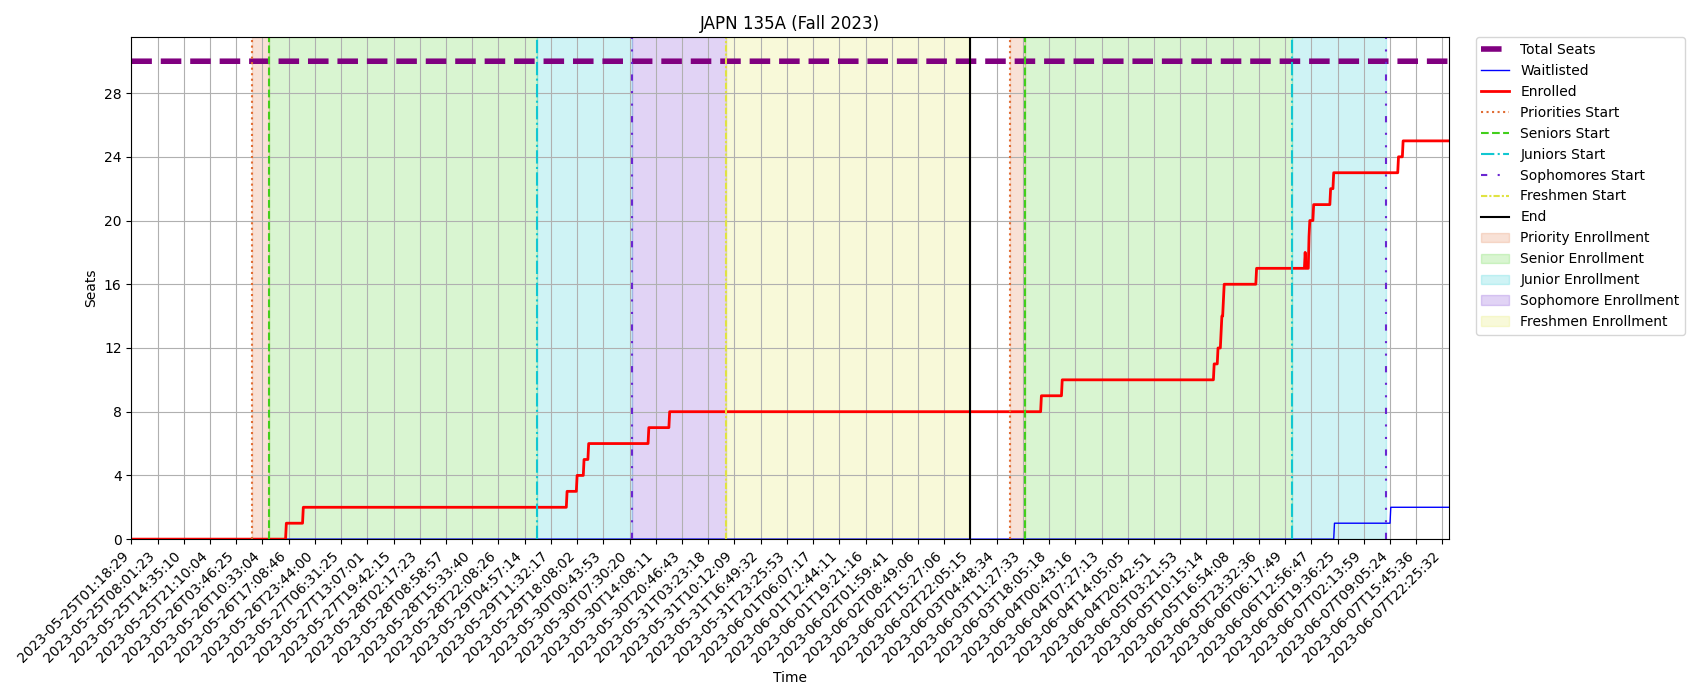 JAPN 135A (Fall 2023)
Total Seats
Waitlisted
Enrolled
Priorities Start
Seniors Start
Juniors Start
Sophomores Start
Freshmen Start
End
Priority Enrollment
Senior Enrollment
Junior Enrollment
Sophomore Enrollment
Freshmen Enrollment
Seats
28
24
20
16
12
8
4
0
2023-05-25T01:18:29
2023-05-25T08:01:23
2023-05-25T14:35:10
2023-05-25T21:10:04
2023-05-26T03:46:25
2023-05-26T10:33:04
2023-05-26T17:08:46
2023-05-26T23:44:00
2023-05-27T06:31:25
2023-05-27T13:07:01
2023-05-27T19:42:15
2023-05-28T02:17:23
2023-05-28T08:58:57
2023-05-28T15:33:40
2023-05-28T22:08:26
2023-05-29T04:57:14
2023-05-29T11:32:17
2023-05-29T18:08:02
2023-05-30T00:43:53
2023-05-30T07:30:20
2023-05-30T14:08:11
2023-05-30T20:46:43
2023-05-31T03:23:19
2023-05-31T10:12:09
2023-05-31T16:49:32
2023-05-31T23:25:53
2023-06-01T06:07:17
2023-06-01T12:44:11
2023-06-01T19:21:16
2023-06-02T01:59:41
2023-06-02T08:49:06
2023-06-02T15:27:06
2023-06-02T22:05:15
2023-06-03T04:48:34
2023-06-03T11:27:33
2023-06-03T18:05:18
2023-06-04T00:43:16
2023-06-04T07:27:13
2023-06-04T14:05:05
2023-06-04T20:42:51
2023-06-05T03:21:53
2023-06-05T10:15:14
2023-06-05T16:54:08
2023-06-05T23:32:36
2023-06-06T06:17:49
2023-06-06T12:56:47
2023-06-06T19:36:25
2023-06-07T02:13:59
2023-06-07T09:05:24
2023-06-07T15:45:36
2023-06-07T22:25:32
Time